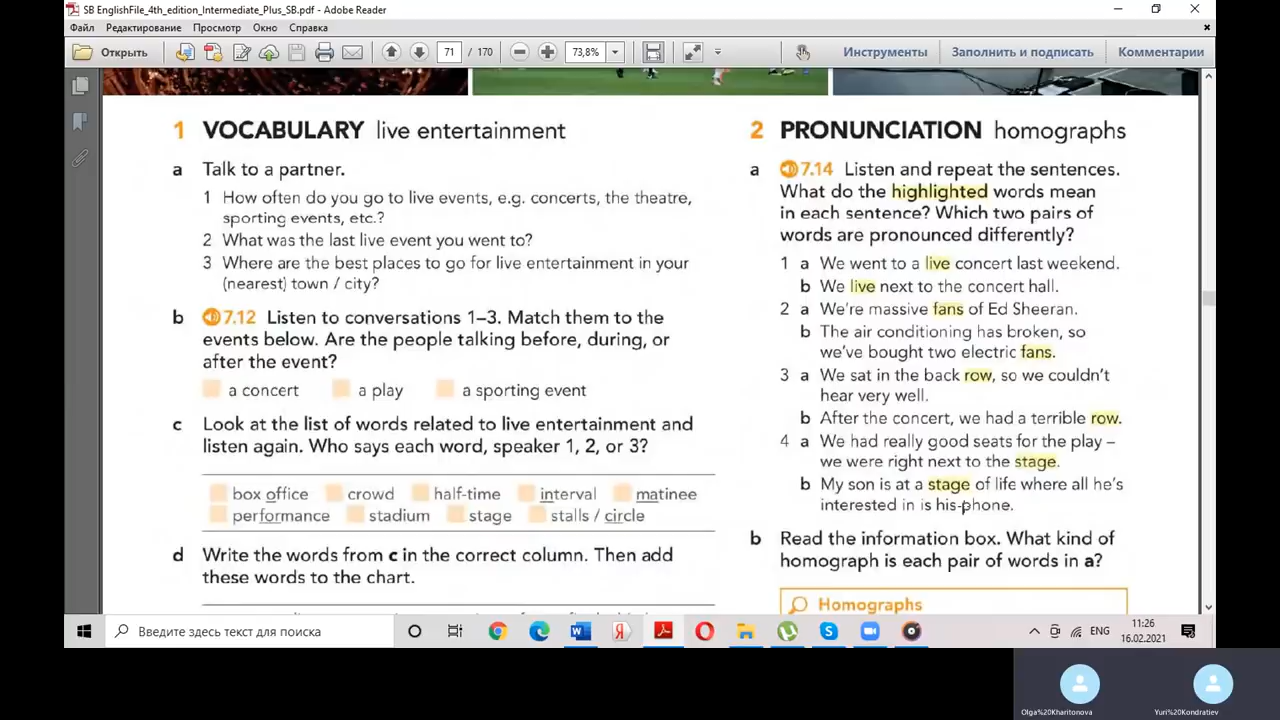 SB EnglishFile_4th_edition_Intermediate_Plus_SB.pdf - Adobe Reader
Файл Редактирование Просмотр Окно Справка
Открыть 71 / 170 73,8% Инструменты Заполнить и подписать Комментарии
1 VOCABULARY live entertainment
a Talk to a partner.
1 How often do you go to live events, e.g. concerts, the theatre,
sporting events, etc.?
2 What was the last live event you went to?
3 Where are the best places to go for live entertainment in your
(nearest) town / city?
b 7.12 Listen to conversations 1–3. Match them to the
events below. Are the people talking before, during, or
after the event?
a concert a play a sporting event
c Look at the list of words related to live entertainment and
listen again. Who says each word, speaker 1, 2, or 3?
box office crowd half-time interval matinee
performance stadium stage stalls / circle
d Write the words from c in the correct column. Then add
these words to the chart.
2 PRONUNCIATION homographs
a 7.14 Listen and repeat the sentences.
What do the highlighted words mean
in each sentence? Which two pairs of
words are pronounced differently?
1 a We went to a live concert last weekend.
b We live next to the concert hall.
2 a We're massive fans of Ed Sheeran.
b The air conditioning has broken, so
we've bought two electric fans.
3 a We sat in the back row, so we couldn't
hear very well.
b After the concert, we had a terrible row.
4 a We had really good seats for the play –
we were right next to the stage.
b My son is at a stage of life where all he's
interested in is his phone.
b Read the information box. What kind of
homograph is each pair of words in a?
Homographs
Введите здесь текст для поиска
ENG
11:26
16.02.2021
Olga%20Kharitonova Yuri%20Kondratiev